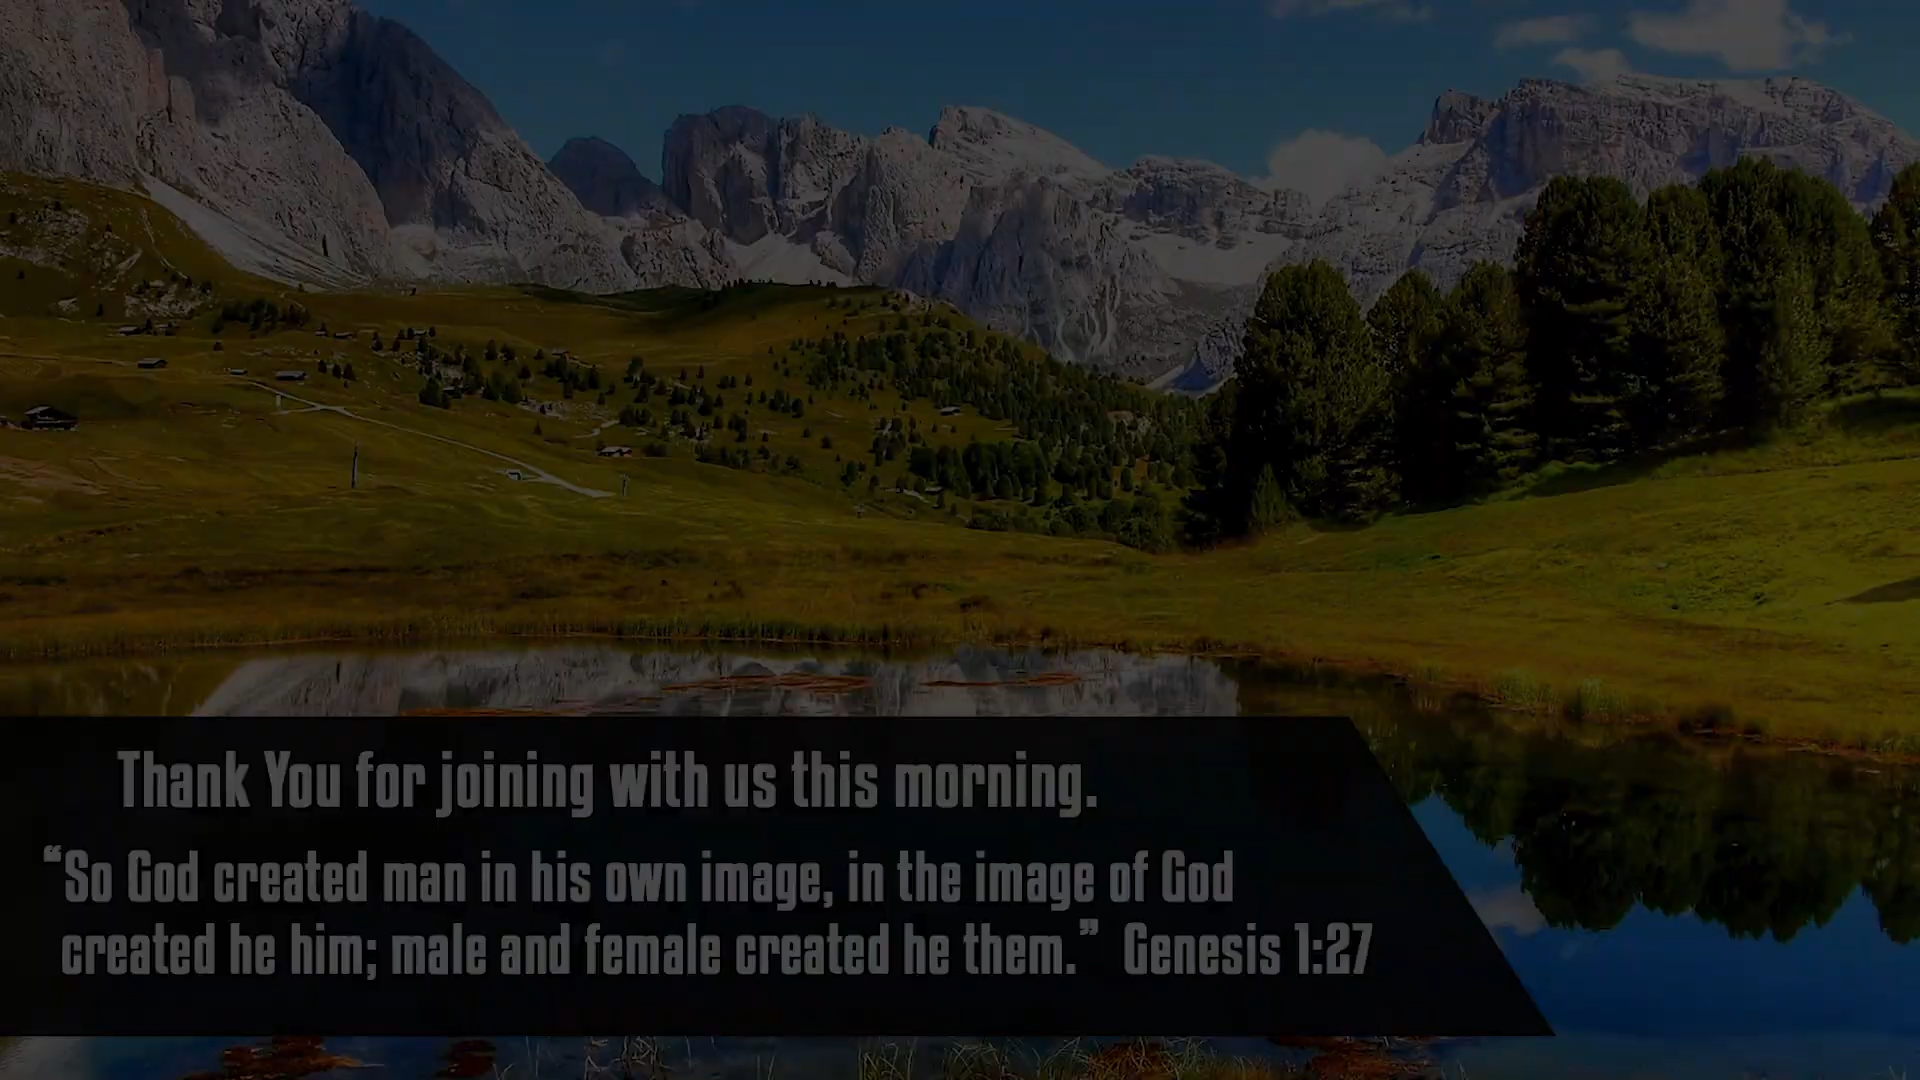 Thank You for joining with us this morning.
“So God created man in his own image, in the image of God
created he him; male and female created he them.” Genesis 1:27